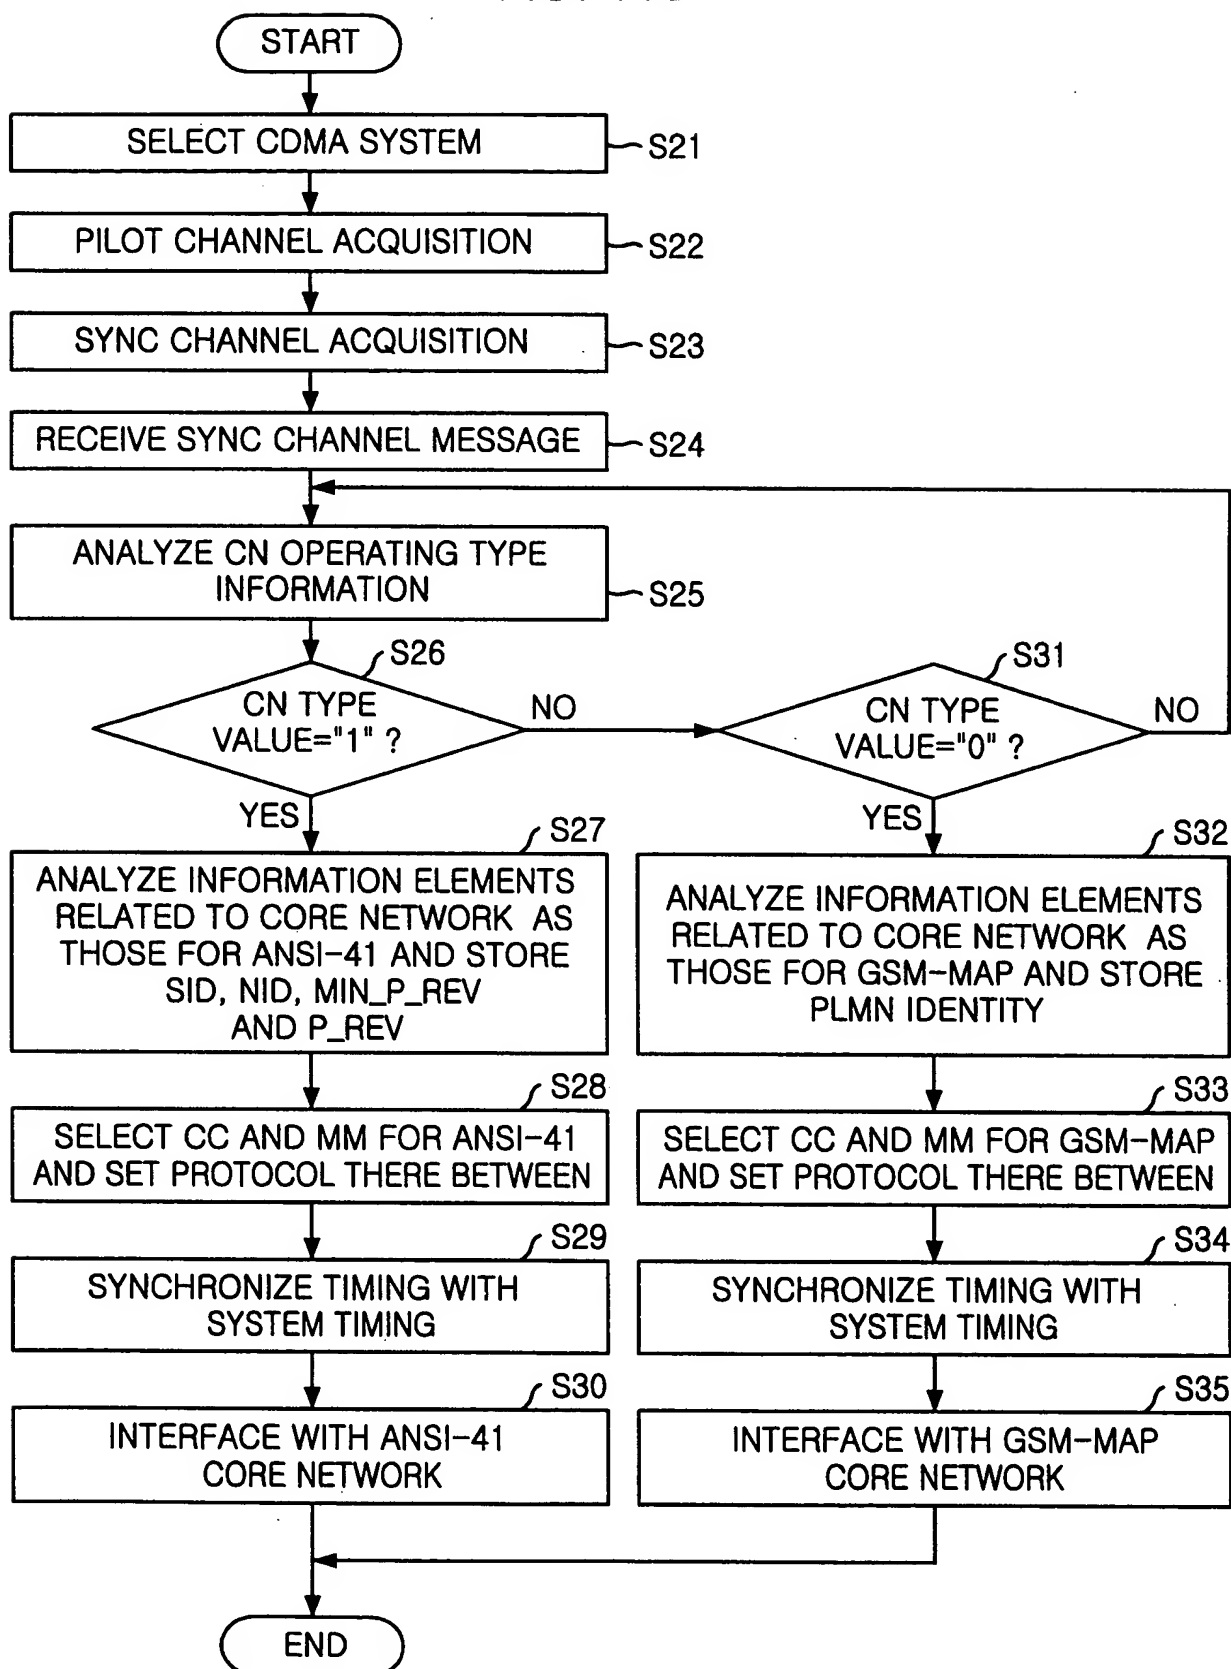 START
SELECT CDMA SYSTEM
S21
PILOT CHANNEL ACQUISITION
S22
SYNC CHANNEL ACQUISITION
S23
RECEIVE SYNC CHANNEL MESSAGE
S24
ANALYZE CN OPERATING TYPE
INFORMATION
S25
S26
CN TYPE
VALUE="1" ?
NO
YES
S31
CN TYPE
VALUE="0" ?
NO
YES
S27
ANALYZE INFORMATION ELEMENTS
RELATED TO CORE NETWORK AS
THOSE FOR ANSI-41 AND STORE
SID, NID, MIN_P_REV
AND P_REV
S32
ANALYZE INFORMATION ELEMENTS
RELATED TO CORE NETWORK AS
THOSE FOR GSM-MAP AND STORE
PLMN IDENTITY
S28
SELECT CC AND MM FOR ANSI-41
AND SET PROTOCOL THERE BETWEEN
S33
SELECT CC AND MM FOR GSM-MAP
AND SET PROTOCOL THERE BETWEEN
S29
SYNCHRONIZE TIMING WITH
SYSTEM TIMING
S34
SYNCHRONIZE TIMING WITH
SYSTEM TIMING
S30
INTERFACE WITH ANSI-41
CORE NETWORK
S35
INTERFACE WITH GSM-MAP
CORE NETWORK
END